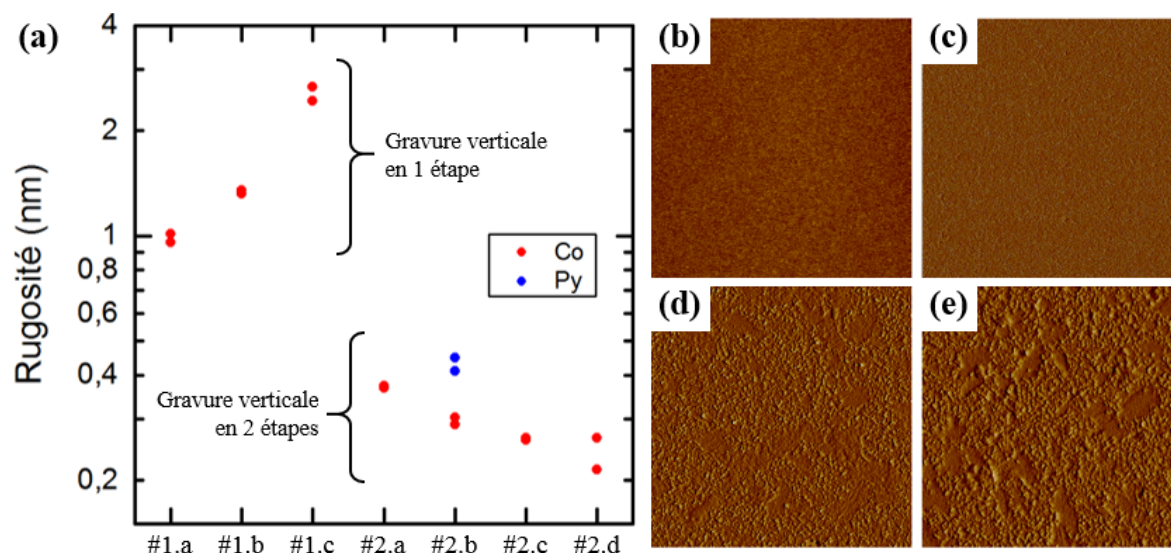 (a)
4
2
1
0,8
0,6
0,4
0,2
Rugosité (nm)
Gravure verticale
en 1 étape
Co
Py
Gravure verticale
en 2 étapes
#1.a #1.b #1.c #2.a #2.b #2.c #2.d
(b)
(c)
(d)
(e)